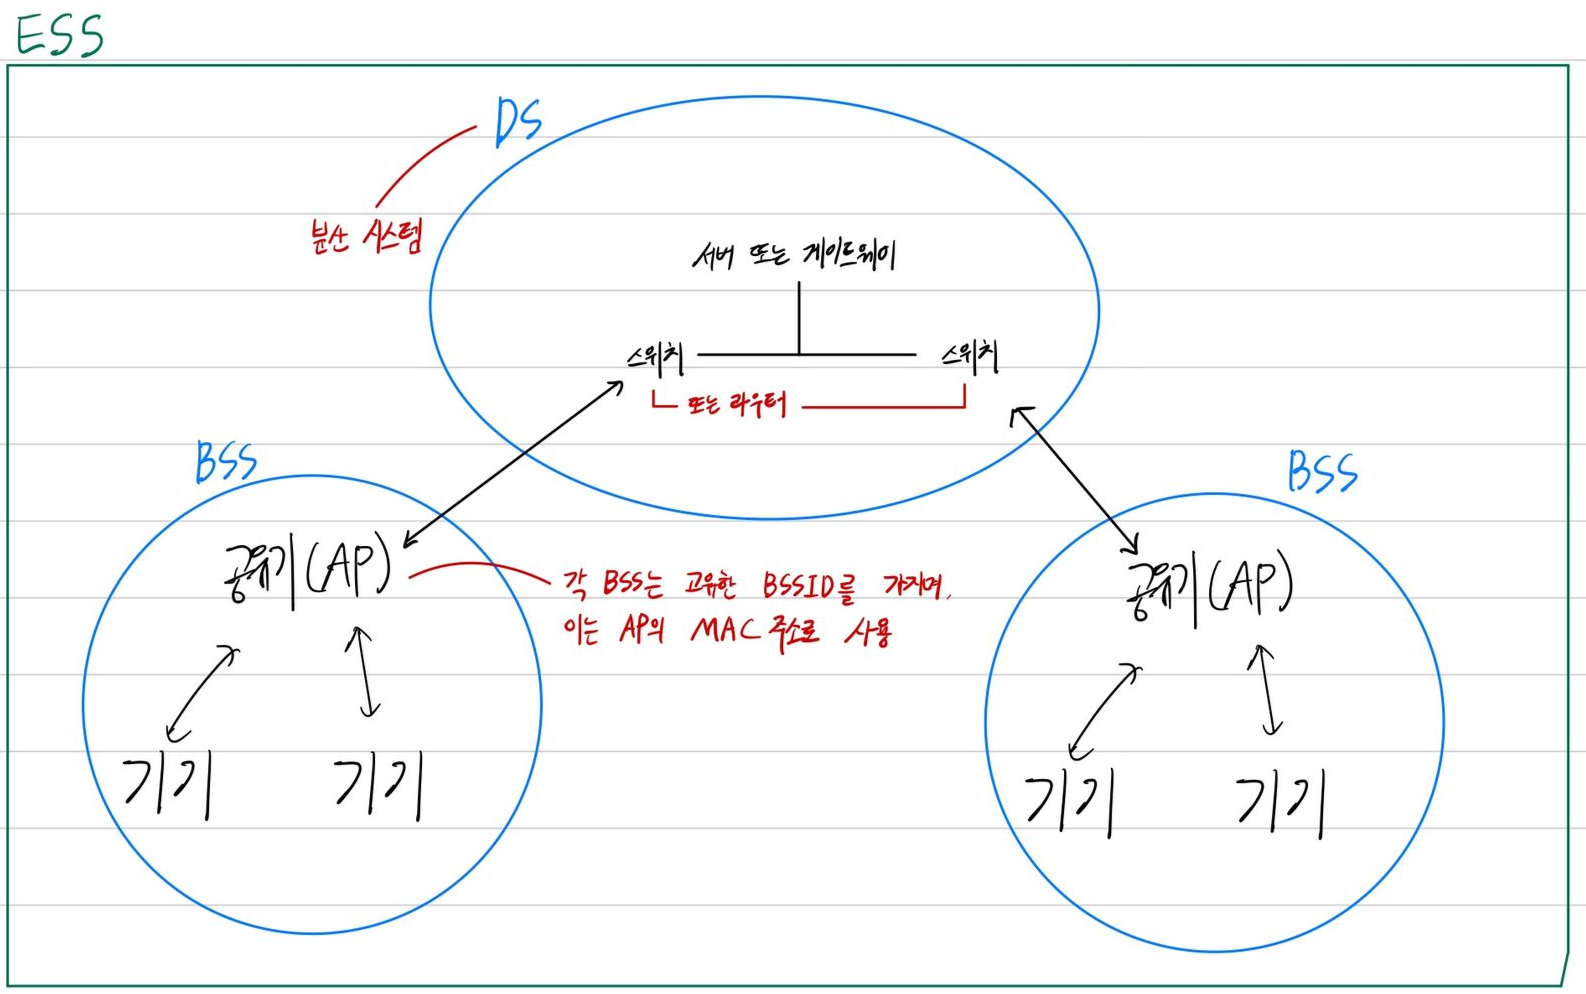 ESS
DS
분산 시스템
서버 또는 게이트웨이
스위치
스위치
또는 라우터
BSS
BSS
공유기(AP)
각 BSS는 고유한 BSSID를 가지며,
이는 AP의 MAC 주소로 사용
공유기(AP)
기기
기기
기기
기기